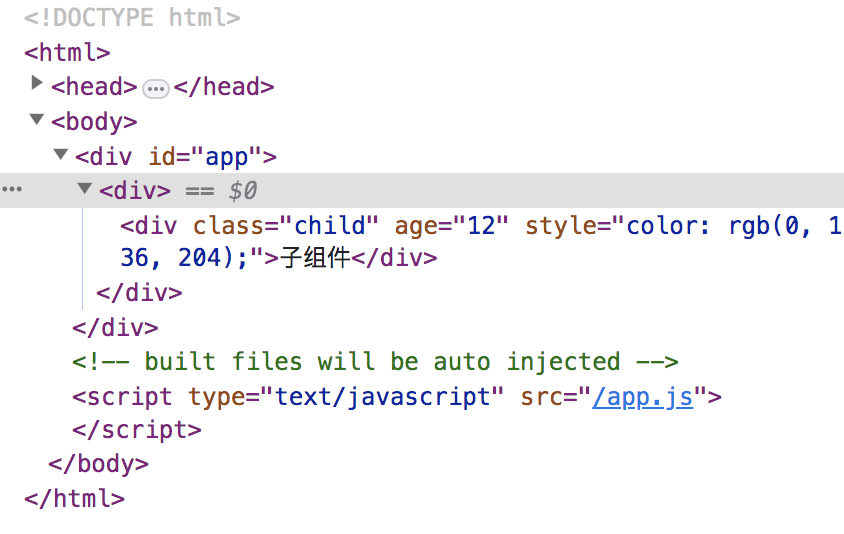 <!DOCTYPE html>
<html>
<head>…</head>
<body>
<div id="app">
… <div> == $0
<div class="child" age="12" style="color: rgb(0, 1
36, 204);">子组件</div>
</div>
</div>
<!-- built files will be auto injected -->
<script type="text/javascript" src="/app.js">
</script>
</body>
</html>